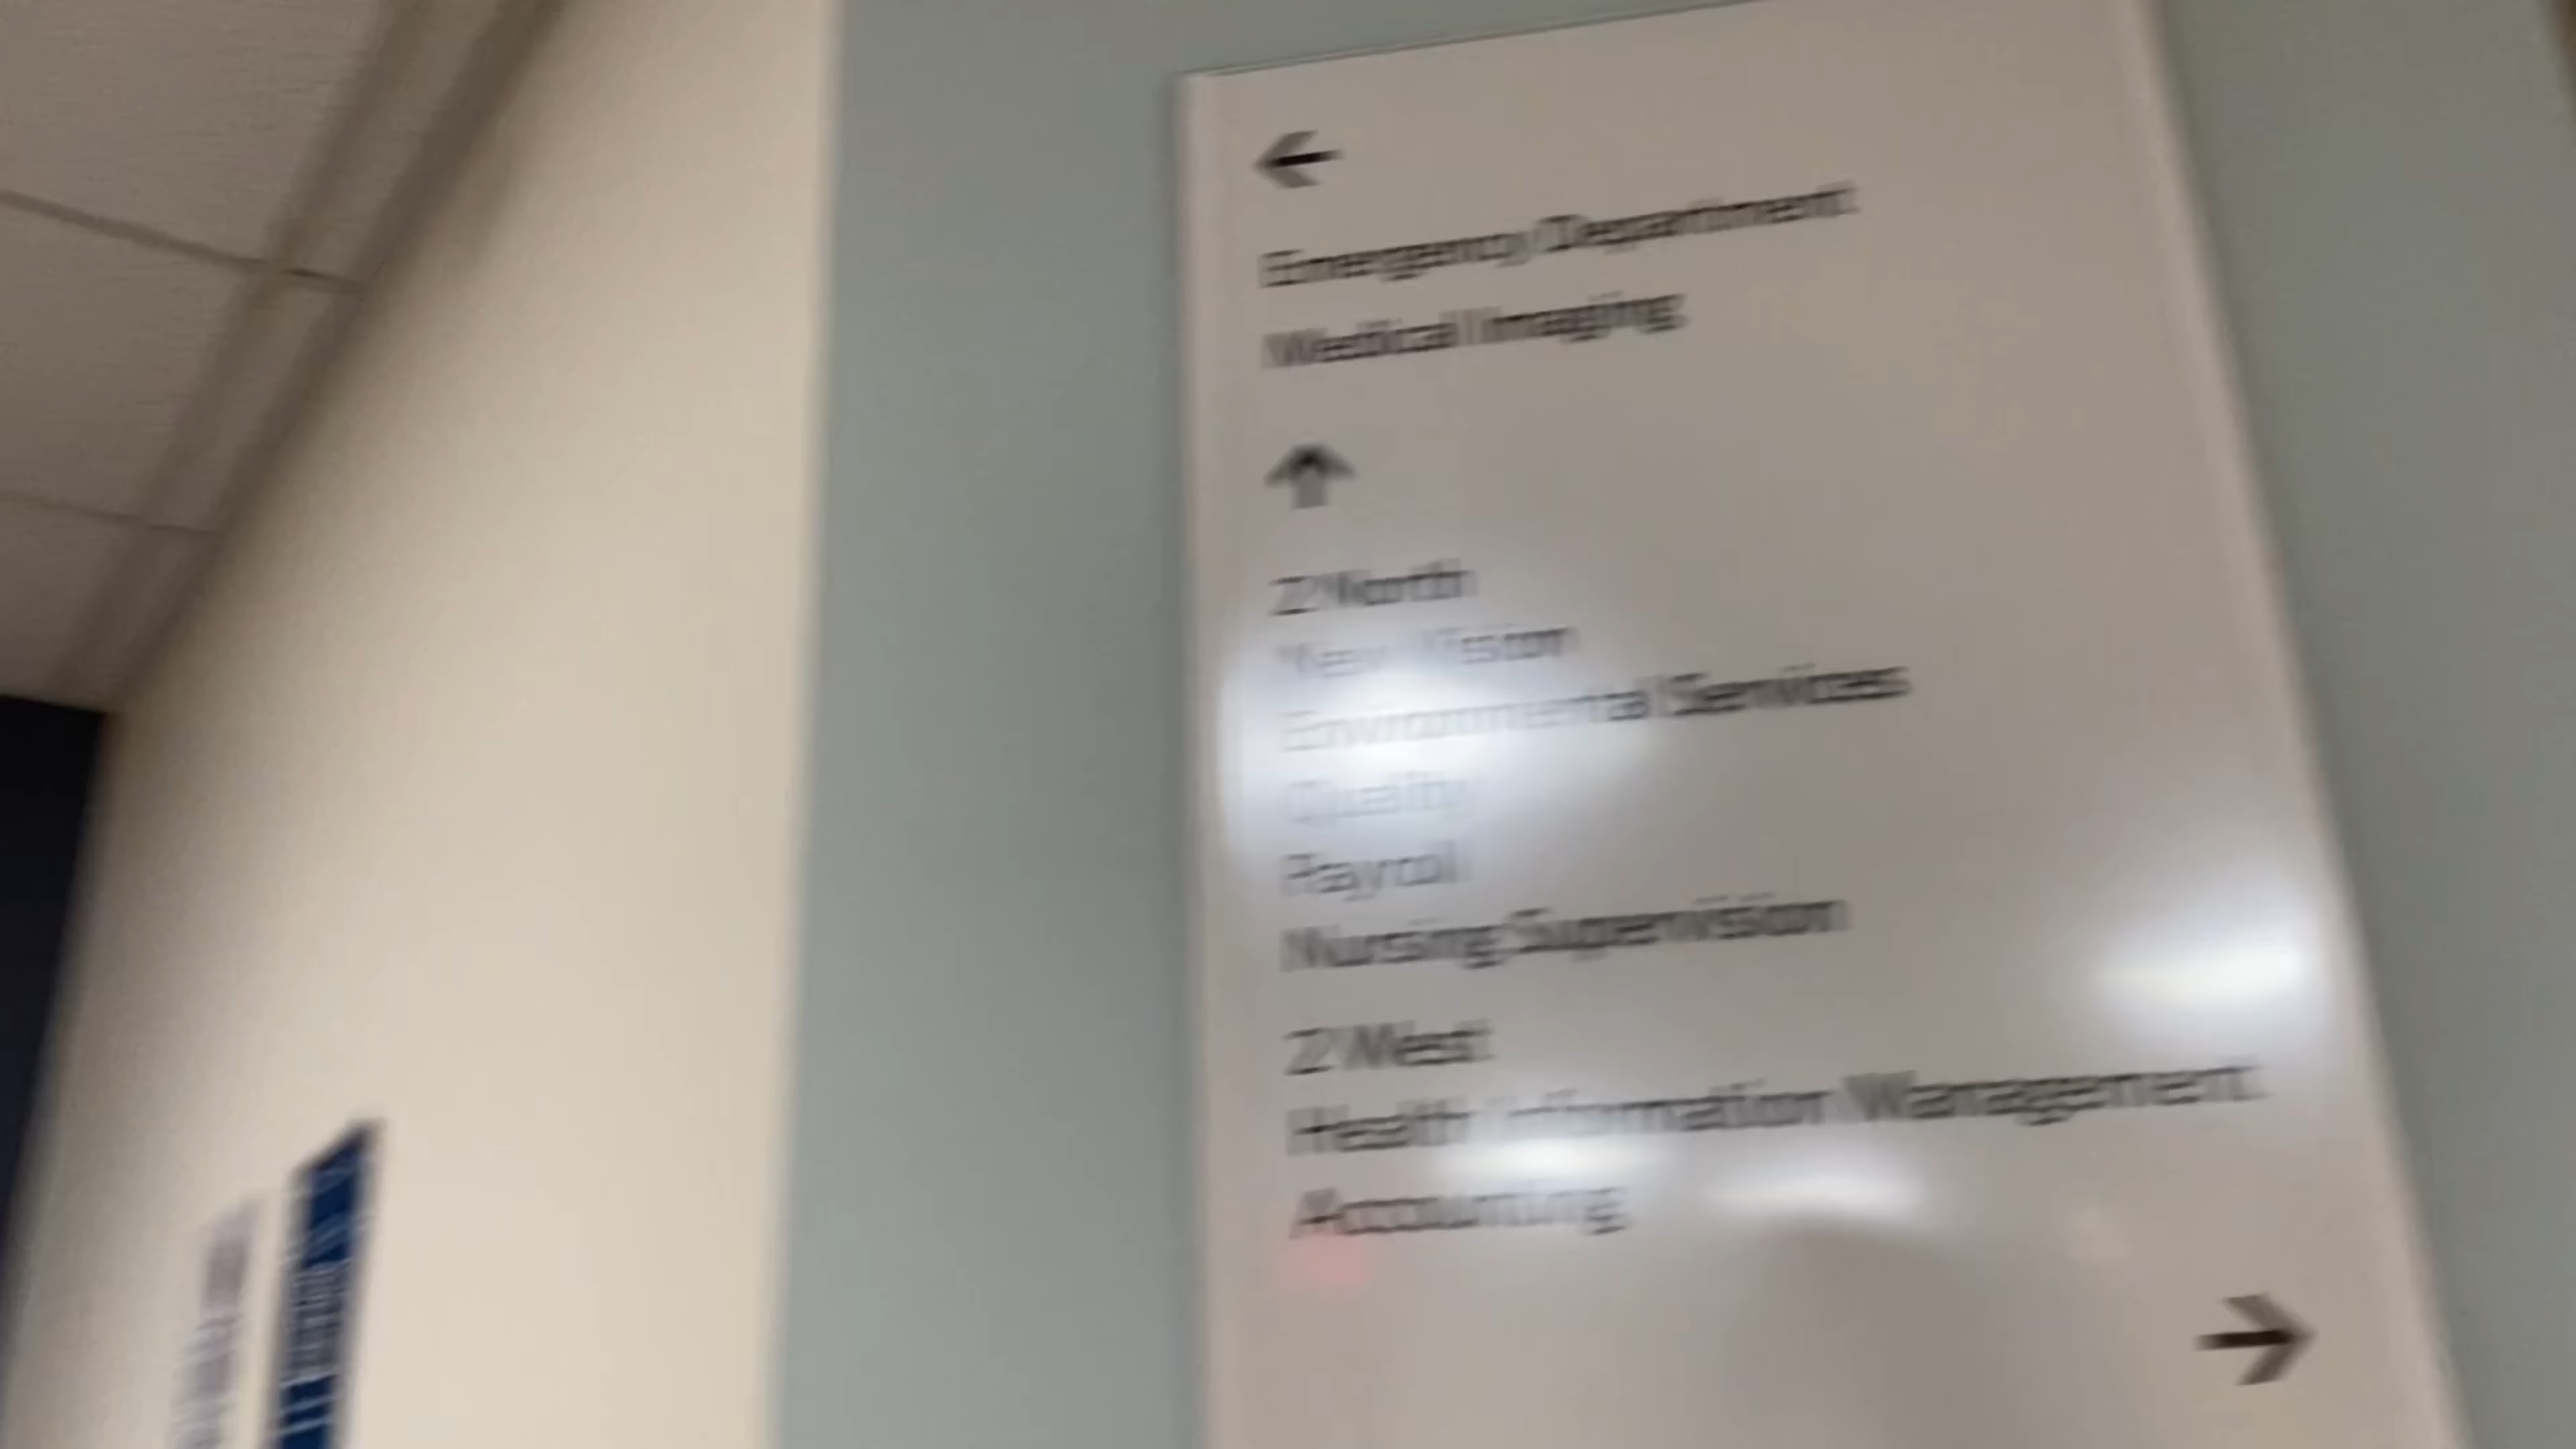 ←
Emergency Department
Medical Imaging
↑
2 North
New Vision
Environmental Services
Quality
Payroll
Nursing Supervision
2 West
Health Information Management
Accounting
→